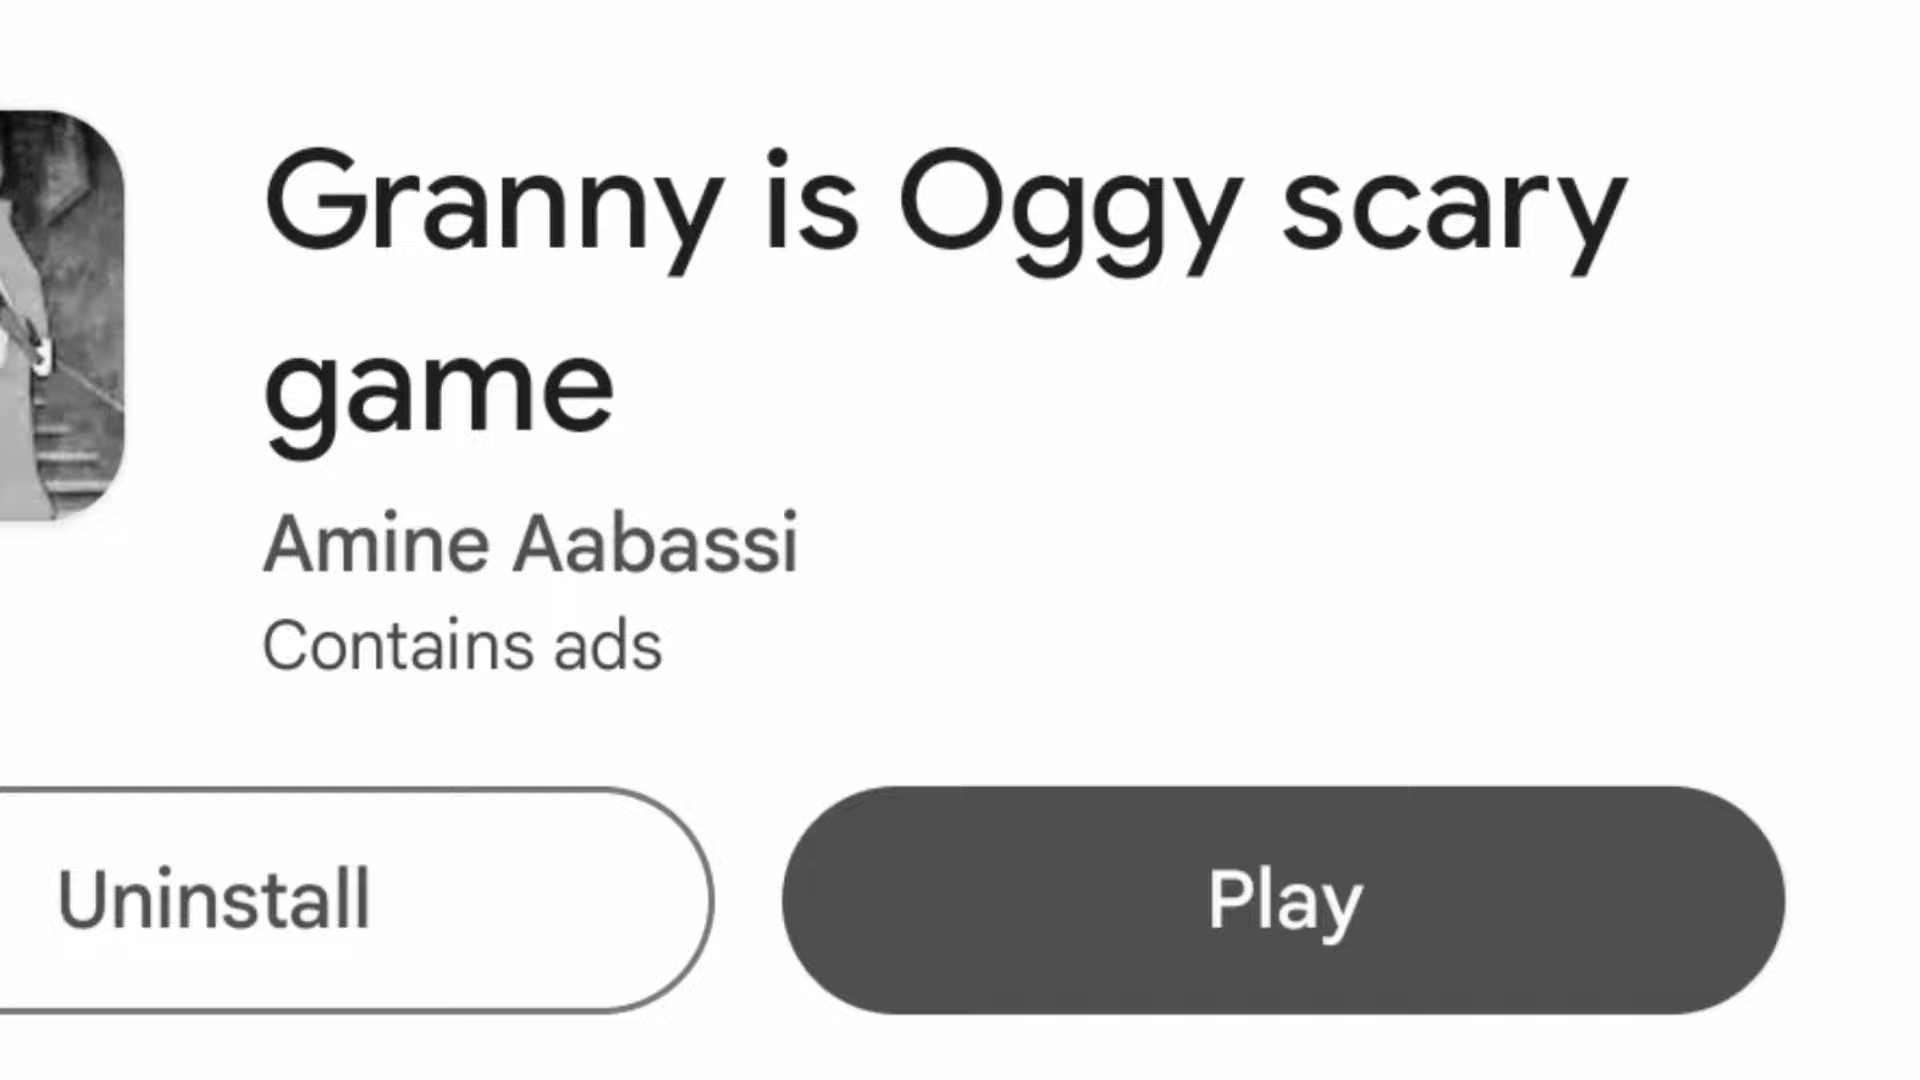 Granny is Oggy scary
game
Amine Aabassi
Contains ads
Uninstall
Play